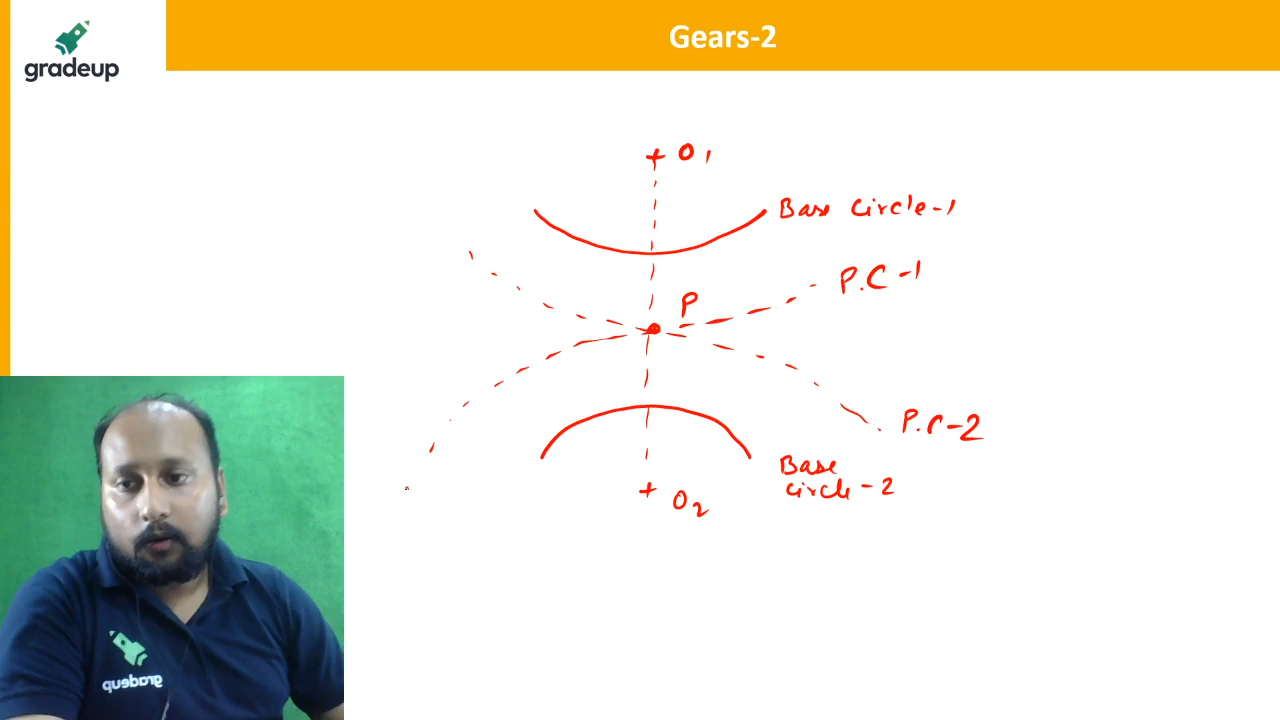 gradeup
Gears-2
O1
Base circle-1
P.C-1
P
P.C-2
Base
circle-2
O2
gradeup